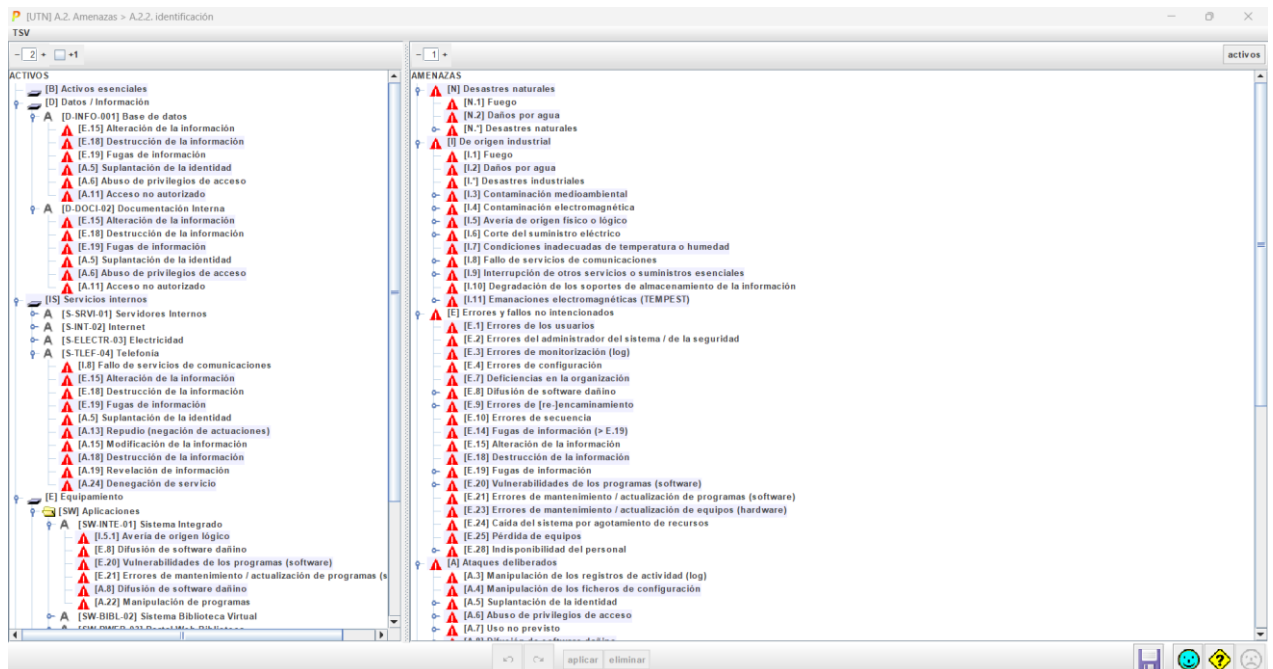 [UTN] A.2. Amenazas > A.2.2. identificación
TSV
- 2 + +1
ACTIVOS
[B] Activos esenciales
[D] Datos / Información
[D-INFO-001] Base de datos
[E.15] Alteración de la información
[E.18] Destrucción de la información
[E.19] Fugas de información
[A.5] Suplantación de la identidad
[A.6] Abuso de privilegios de acceso
[A.11] Acceso no autorizado
[D-DOCI-02] Documentación Interna
[E.15] Alteración de la información
[E.18] Destrucción de la información
[E.19] Fugas de información
[A.5] Suplantación de la identidad
[A.6] Abuso de privilegios de acceso
[A.11] Acceso no autorizado
[IS] Servicios internos
[S-SRVI-01] Servidores Internos
[S-INT-02] Internet
[S-ELECTR-03] Electricidad
[S-TLEF-04] Telefonía
[I.8] Fallo de servicios de comunicaciones
[E.15] Alteración de la información
[E.18] Destrucción de la información
[E.19] Fugas de información
[A.5] Suplantación de la identidad
[A.13] Repudio (negación de actuaciones)
[A.15] Modificación de la información
[A.18] Destrucción de la información
[A.19] Revelación de información
[A.24] Denegación de servicio
[E] Equipamiento
[SW] Aplicaciones
[SW-INTE-01] Sistema Integrado
[I.5.1] Avería de origen lógico
[E.8] Difusión de software dañino
[E.20] Vulnerabilidades de los programas (software)
[E.21] Errores de mantenimiento / actualización de programas (s
[A.8] Difusión de software dañino
[A.22] Manipulación de programas
[SW-BIBL-02] Sistema Biblioteca Virtual
[SW-PWEB-03] Portal Web Biblioteca
- 1 +
activos
AMENAZAS
[N] Desastres naturales
[N.1] Fuego
[N.2] Daños por agua
[N.*] Desastres naturales
[I] De origen industrial
[I.1] Fuego
[I.2] Daños por agua
[I.*] Desastres industriales
[I.3] Contaminación medioambiental
[I.4] Contaminación electromagnética
[I.5] Avería de origen físico o lógico
[I.6] Corte del suministro eléctrico
[I.7] Condiciones inadecuadas de temperatura o humedad
[I.8] Fallo de servicios de comunicaciones
[I.9] Interrupción de otros servicios o suministros esenciales
[I.10] Degradación de los soportes de almacenamiento de la información
[I.11] Emanaciones electromagnéticas (TEMPEST)
[E] Errores y fallos no intencionados
[E.1] Errores de los usuarios
[E.2] Errores del administrador del sistema / de la seguridad
[E.3] Errores de monitorización (log)
[E.4] Errores de configuración
[E.7] Deficiencias en la organización
[E.8] Difusión de software dañino
[E.9] Errores de [re-]encaminamiento
[E.10] Errores de secuencia
[E.14] Fugas de información (> E.19)
[E.15] Alteración de la información
[E.18] Destrucción de la información
[E.19] Fugas de información
[E.20] Vulnerabilidades de los programas (software)
[E.21] Errores de mantenimiento / actualización de programas (software)
[E.23] Errores de mantenimiento / actualización de equipos (hardware)
[E.24] Caída del sistema por agotamiento de recursos
[E.25] Pérdida de equipos
[E.28] Indisponibilidad del personal
[A] Ataques deliberados
[A.3] Manipulación de los registros de actividad (log)
[A.4] Manipulación de los ficheros de configuración
[A.5] Suplantación de la identidad
[A.6] Abuso de privilegios de acceso
[A.7] Uso no previsto
[A.8] Difusión de software dañino
aplicar eliminar